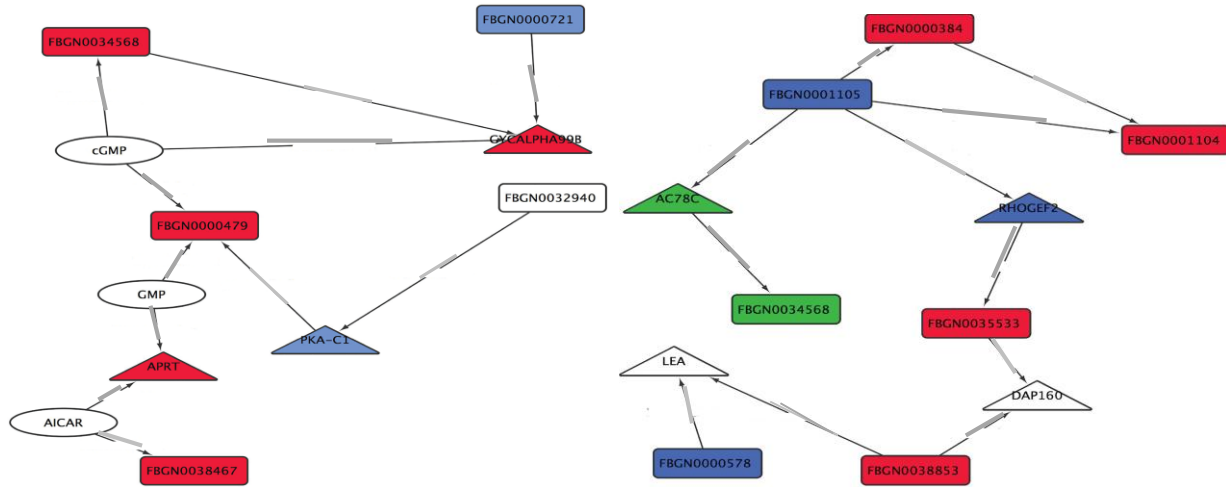 FBGN0000721
FBGN0034568
GYCALPHA99B
cGMP
FBGN0032940
FBGN0000479
GMP
PKA-C1
APRT
AICAR
FBGN0038467
FBGN0000384
FBGN0001105
FBGN0001104
AC78C
RHOGEF2
FBGN0034568
FBGN0035533
LEA
DAP160
FBGN0000578
FBGN0038853